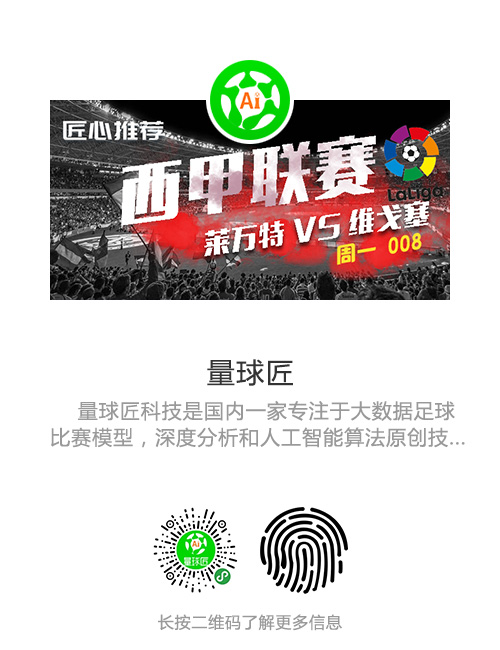 Ai
匠心推荐
西甲联赛
LaLiga
莱万特 VS 维戈塞
周一 008
量球匠
量球匠科技是国内一家专注于大数据足球
比赛模型，深度分析和人工智能算法原创技...
Ai
量球匠
长按二维码了解更多信息